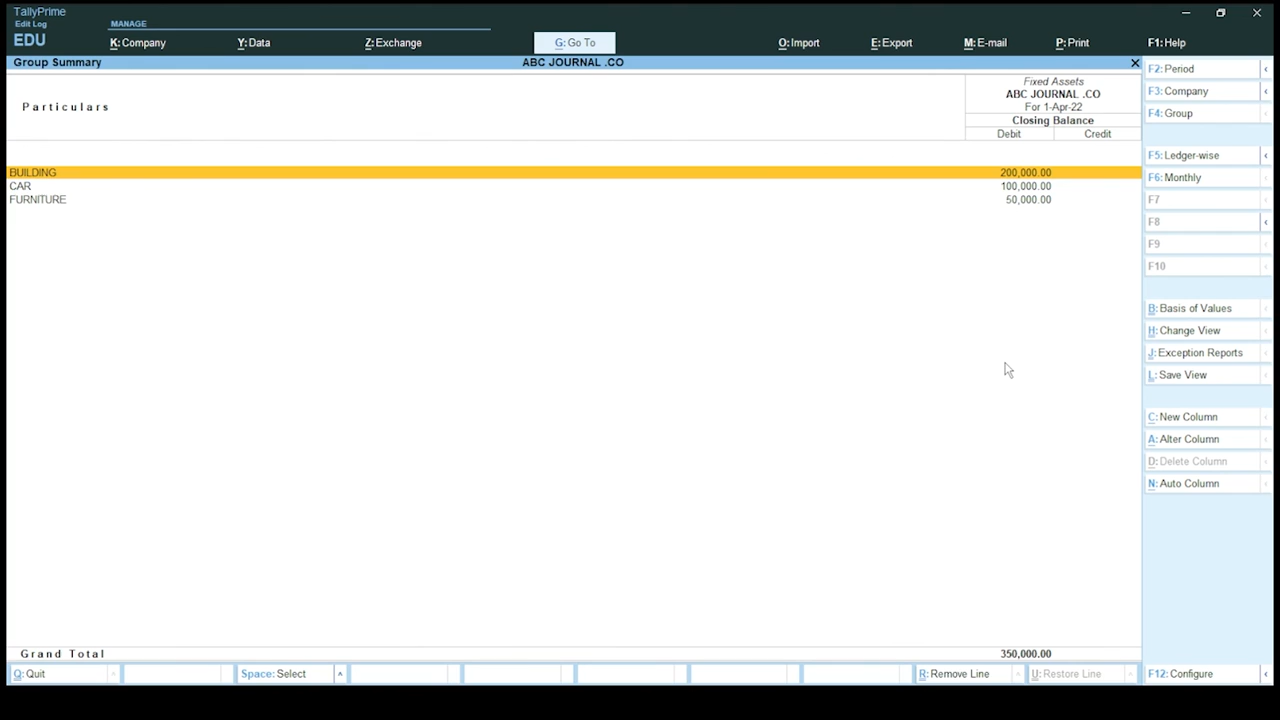 TallyPrime
Edit Log
EDU
MANAGE
K: Company
Y: Data
Z: Exchange
G: Go To
O: Import
E: Export
M: E-mail
P: Print
F1: Help
Group Summary
ABC JOURNAL .CO
Particulars
Fixed Assets
ABC JOURNAL .CO
For 1-Apr-22
Closing Balance
Debit Credit
BUILDING 200,000.00
CAR 100,000.00
FURNITURE 50,000.00
Grand Total 350,000.00
F2: Period
F3: Company
F4: Group
F5: Ledger-wise
F6: Monthly
F7
F8
F9
F10
B: Basis of Values
H: Change View
J: Exception Reports
L: Save View
C: New Column
A: Alter Column
D: Delete Column
N: Auto Column
Q: Quit
Space: Select
R: Remove Line
U: Restore Line
F12: Configure